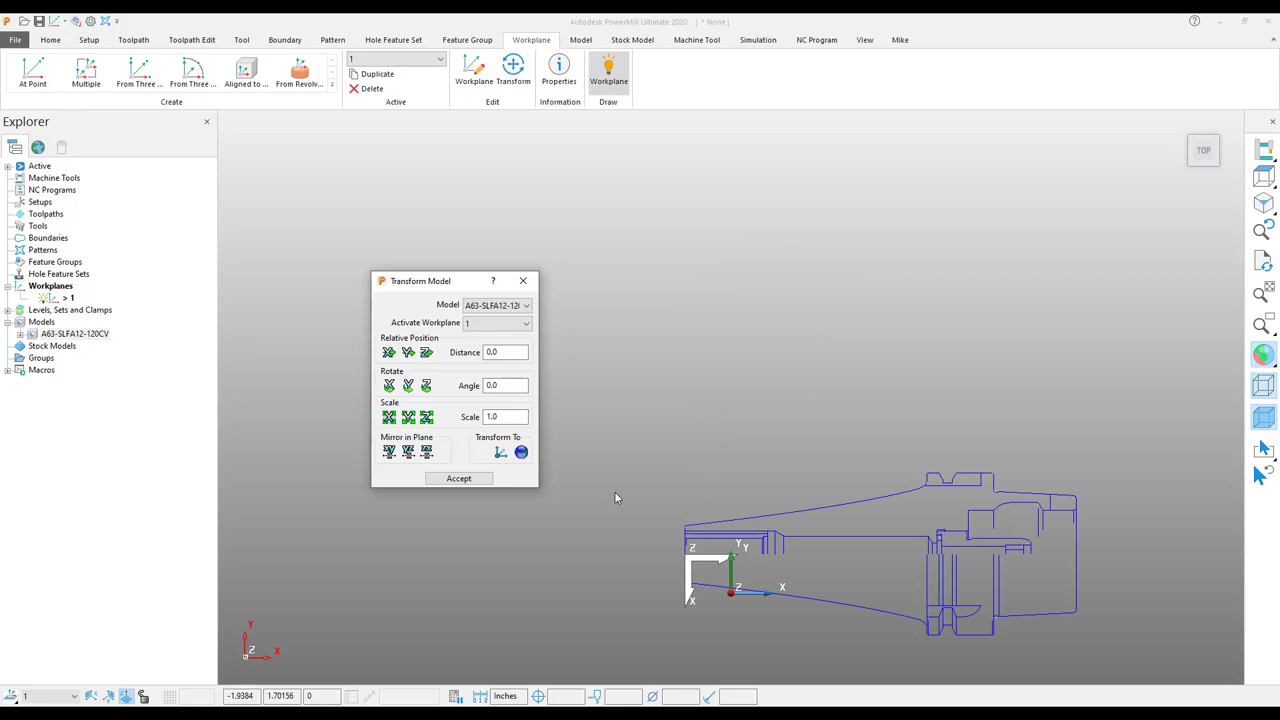 Autodesk PowerMill Ultimate 2020 [ * None ]
File Home Setup Toolpath Toolpath Edit Tool Boundary Pattern Hole Feature Set Feature Group Workplane Model Stock Model Machine Tool Simulation NC Program View Mike
1
Duplicate
Delete
At Point Multiple From Three ... From Three ... Aligned to ... From Revolv... Workplane Transform Properties Workplane
Create Active Edit Information Draw
Explorer
TOP
Active
Machine Tools
NC Programs
Setups
Toolpaths
Tools
Boundaries
Patterns
Feature Groups
Hole Feature Sets
Workplanes
> 1
Levels, Sets and Clamps
Models
A63-SLFA12-120CV
Stock Models
Groups
Macros
Transform Model
Model A63-SLFA12-120
Activate Workplane 1
Relative Position
Distance 0.0
Rotate
Angle 0.0
Scale
Scale 1.0
Mirror in Plane Transform To
Accept
Z Y Y
X Z X
Y
Z X
1 -1.9384 1.70156 0 Inches